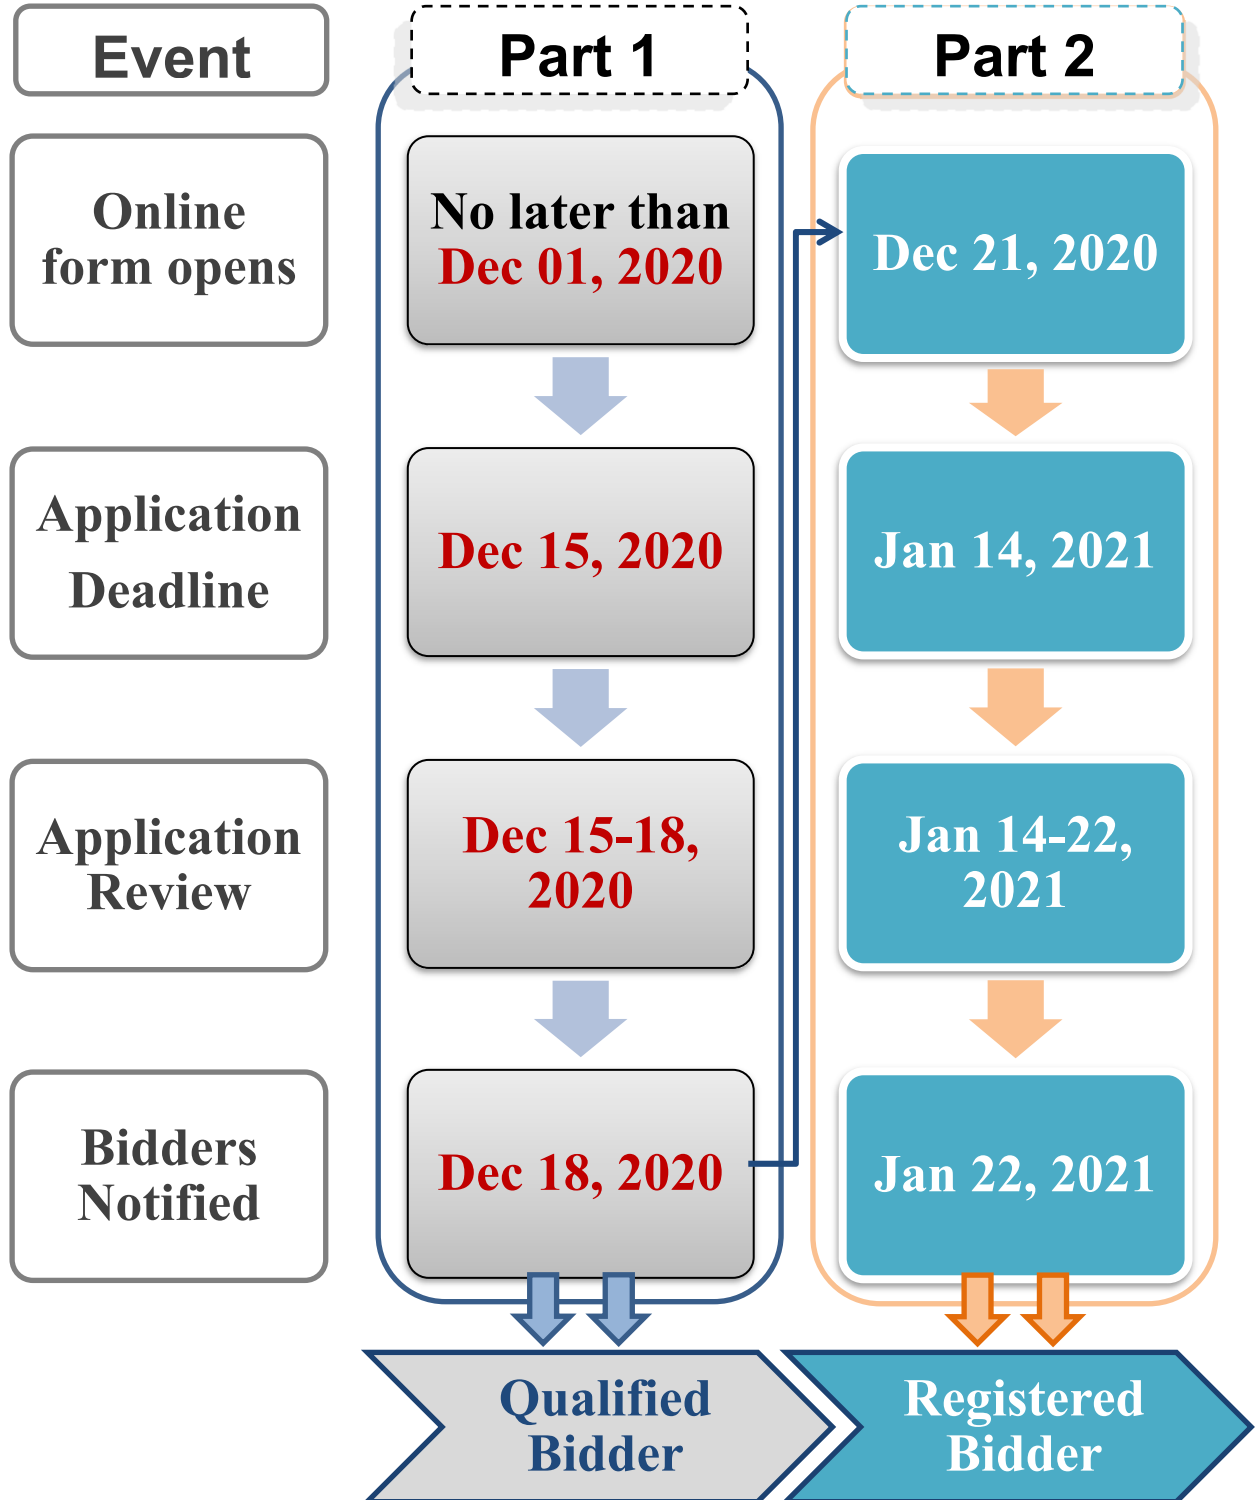 Event
Part 1
Part 2
Online
form opens
No later than
Dec 01, 2020
Dec 21, 2020
Application
Deadline
Dec 15, 2020
Jan 14, 2021
Application
Review
Dec 15-18,
2020
Jan 14-22,
2021
Bidders
Notified
Dec 18, 2020
Jan 22, 2021
Qualified
Bidder
Registered
Bidder